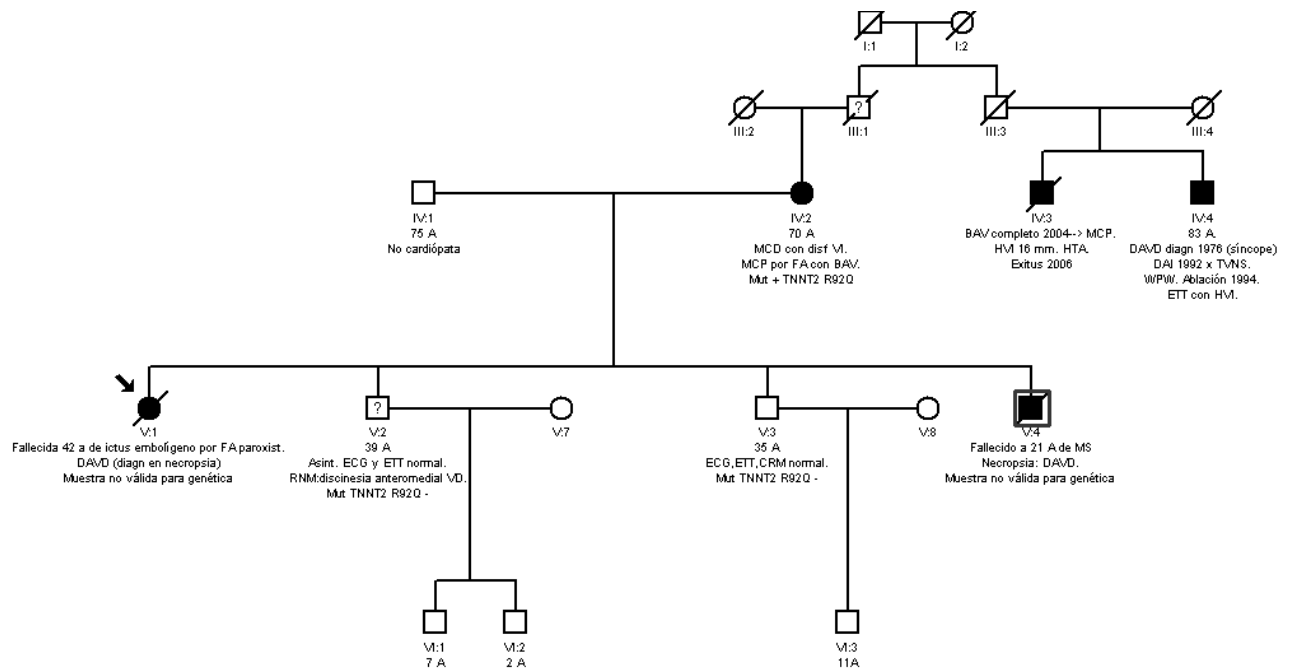 I:1
I:2
?
III:2
III:1
III:3
III:4
IV:1
75 A
No cardiópata
IV:2
70 A
MCD con disf VI.
MCP por FA con BAV.
Mut + TNNT2 R92Q
IV:3
BAV completo 2004--> MCP.
HVI 16 mm. HTA.
Exitus 2006
IV:4
83 A
DAVD diagn 1976 (síncope)
DAI 1992 x TVNS.
WPW. Ablación 1994.
ETT con HVI.
V:1
Fallecida 42 a de ictus embolígeno por FA paroxist.
DAVD (diagn en necropsia)
Muestra no válida para genética
?
V:2
39 A
Asint. ECG y ETT normal.
RNM:discinesia anteromedial VD.
Mut TNNT2 R92Q -
V:7
V:3
35 A
ECG,ETT,CRM normal.
Mut TNNT2 R92Q -
V:8
V:4
Fallecido a 21 A de MS
Necropsia: DAVD.
Muestra no válida para genética
VI:1
7 A
VI:2
2 A
VI:3
11A